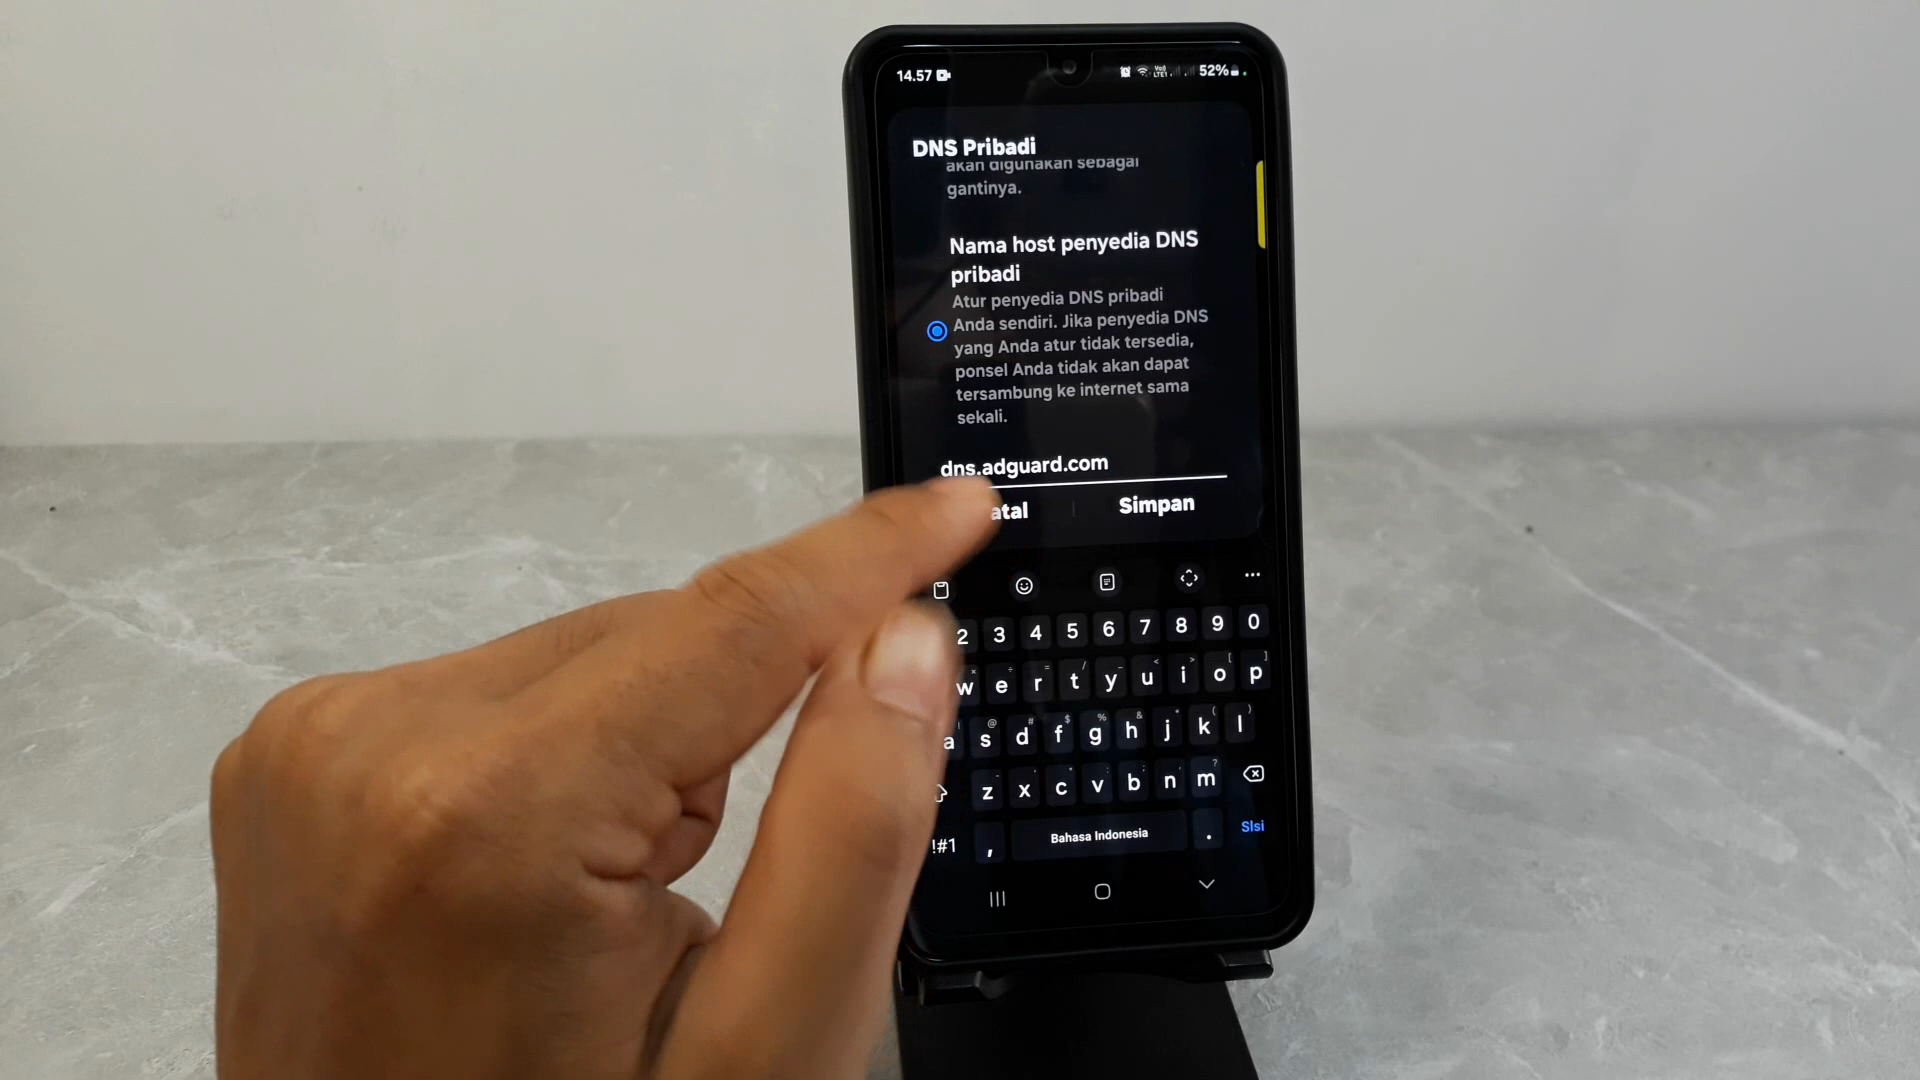 14.57
52%
DNS Pribadi
akan digunakan sebagai
gantinya.
Nama host penyedia DNS
pribadi
Atur penyedia DNS pribadi
Anda sendiri. Jika penyedia DNS
yang Anda atur tidak tersedia,
ponsel Anda tidak akan dapat
tersambung ke internet sama
sekali.
dns.adguard.com
atal Simpan
2 3 4 5 6 7 8 9 0
w e r t y u i o p
a s d f g h j k l
z x c v b n m
!#1 , Bahasa Indonesia . Slsi